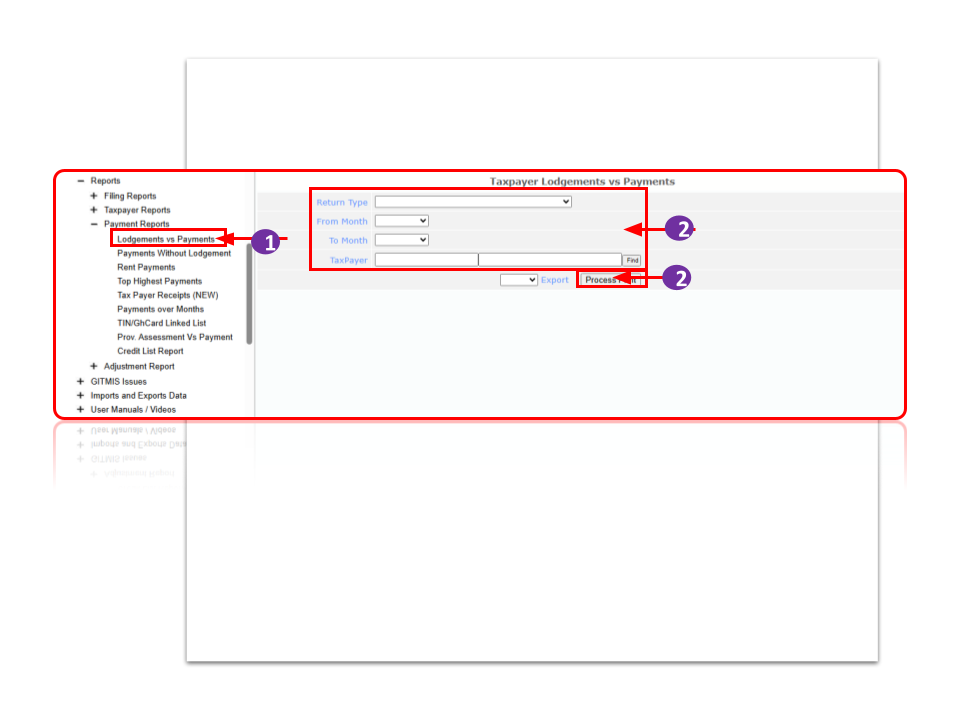 Reports
Filing Reports
Taxpayer Reports
Payment Reports
Lodgements vs Payments
Payments Without Lodgement
Rent Payments
Top Highest Payments
Tax Payer Receipts (NEW)
Payments over Months
TIN/GhCard Linked List
Prov. Assessment Vs Payment
Credit List Report
Adjustment Report
GITMIS Issues
Imports and Exports Data
User Manuals / Videos
1
Taxpayer Lodgements vs Payments
Return Type
From Month
To Month
TaxPayer
Find
2
Export
Process
2